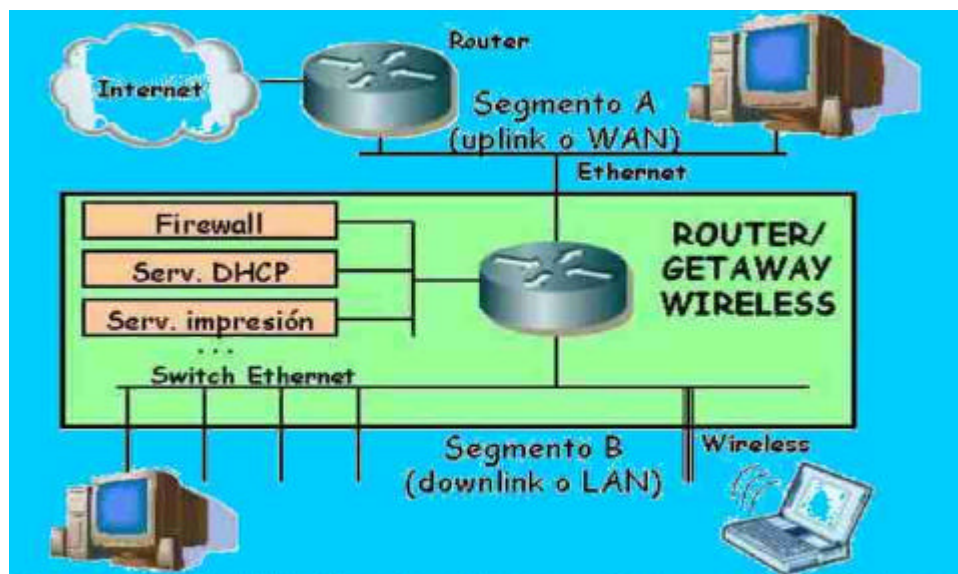 Internet
Router
Segmento A
(uplink o WAN)
Ethernet
Firewall
Serv. DHCP
Serv. impresión
...
Switch Ethernet
ROUTER/
GETAWAY
WIRELESS
Segmento B
(downlink o LAN)
Wireless